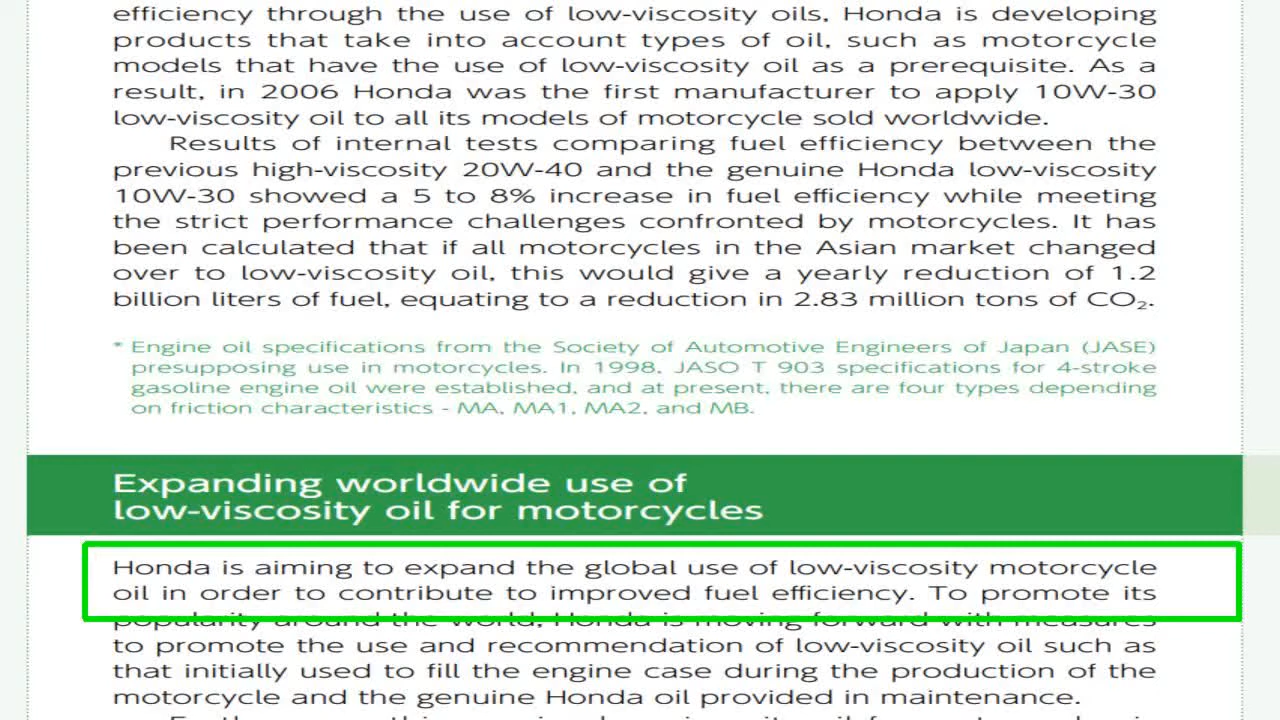 efficiency through the use of low-viscosity oils, Honda is developing
products that take into account types of oil, such as motorcycle
models that have the use of low-viscosity oil as a prerequisite. As a
result, in 2006 Honda was the first manufacturer to apply 10W-30
low-viscosity oil to all its models of motorcycle sold worldwide.
Results of internal tests comparing fuel efficiency between the
previous high-viscosity 20W-40 and the genuine Honda low-viscosity
10W-30 showed a 5 to 8% increase in fuel efficiency while meeting
the strict performance challenges confronted by motorcycles. It has
been calculated that if all motorcycles in the Asian market changed
over to low-viscosity oil, this would give a yearly reduction of 1.2
billion liters of fuel, equating to a reduction in 2.83 million tons of CO₂.
* Engine oil specifications from the Society of Automotive Engineers of Japan (JASE)
presupposing use in motorcycles. In 1998, JASO T 903 specifications for 4-stroke
gasoline engine oil were established, and at present, there are four types depending
on friction characteristics - MA, MA1, MA2, and MB.
Expanding worldwide use of
low-viscosity oil for motorcycles
Honda is aiming to expand the global use of low-viscosity motorcycle
oil in order to contribute to improved fuel efficiency. To promote its
popularity around the world, Honda is moving forward with measures
to promote the use and recommendation of low-viscosity oil such as
that initially used to fill the engine case during the production of the
motorcycle and the genuine Honda oil provided in maintenance.